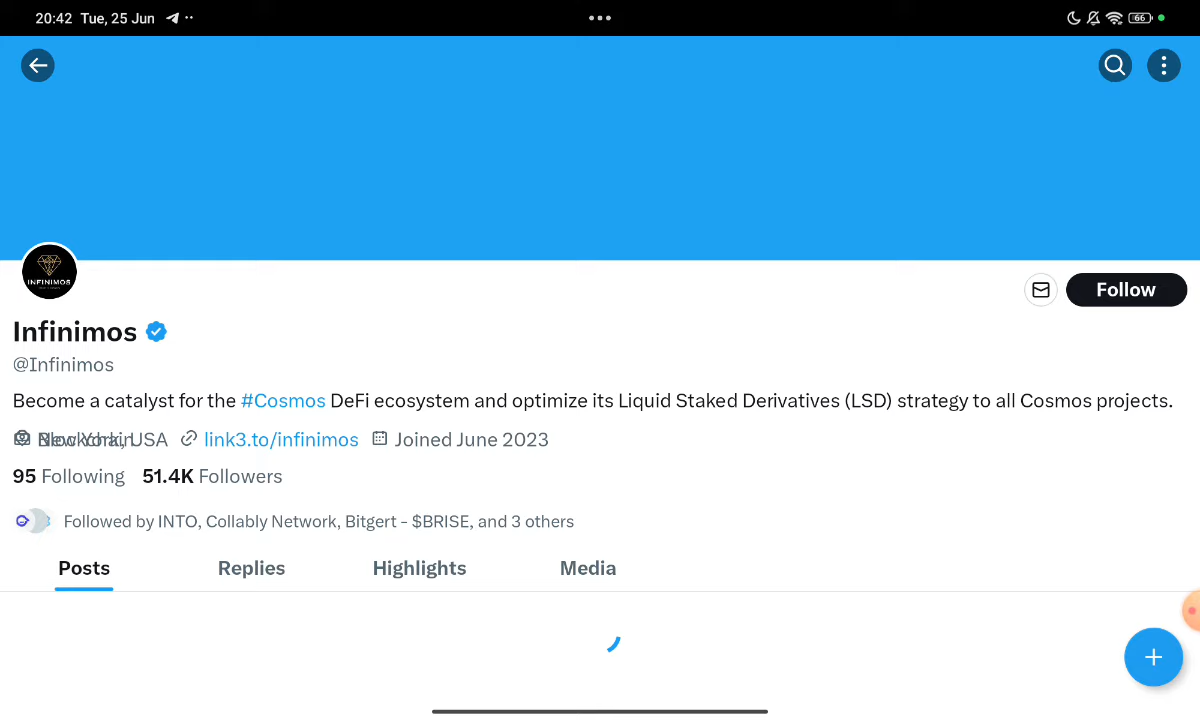 20:42 Tue, 25 Jun
66
INFINIMOS
Follow
Infinimos
@Infinimos
Become a catalyst for the #Cosmos DeFi ecosystem and optimize its Liquid Staked Derivatives (LSD) strategy to all Cosmos projects.
New York, USA link3.to/infinimos Joined June 2023
95 Following 51.4K Followers
Followed by INTO, Collably Network, Bitgert - $BRISE, and 3 others
Posts Replies Highlights Media